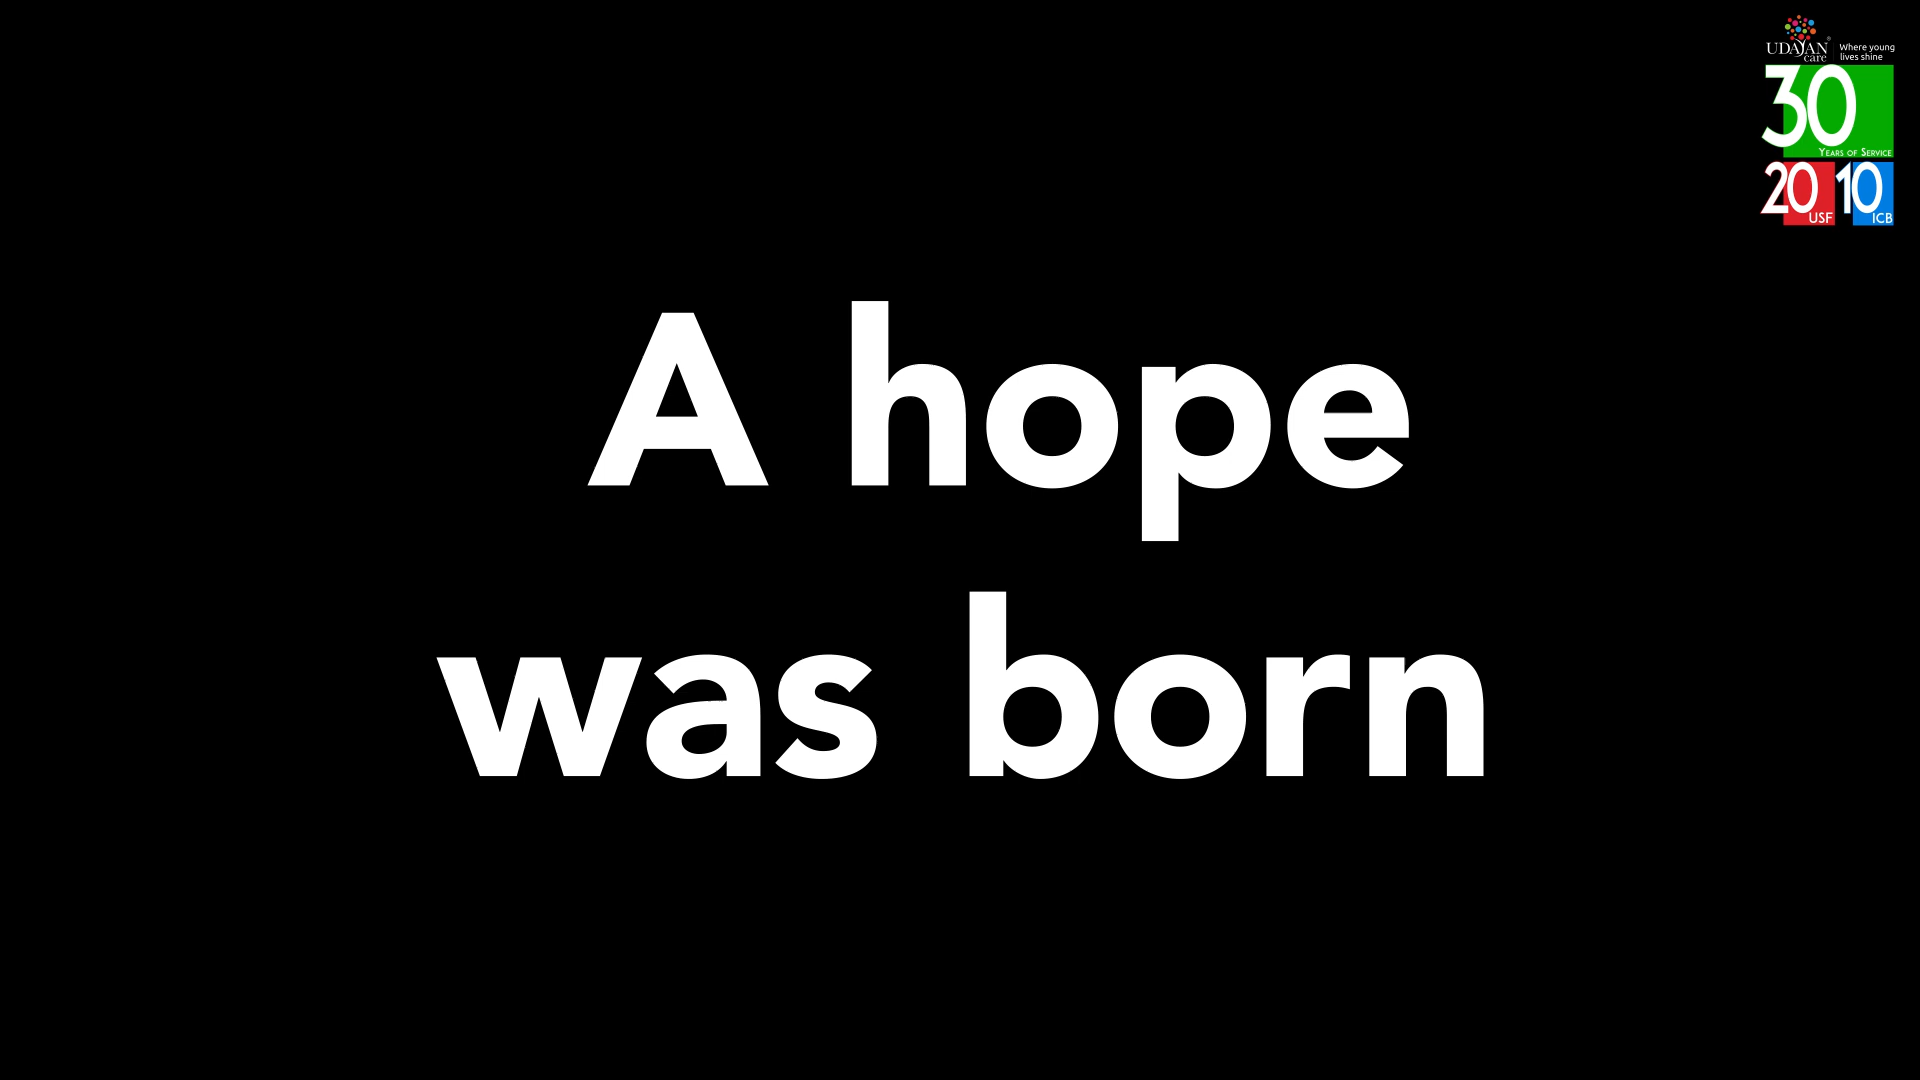 UDAYAN
care
Where young
lives shine
30
YEARS OF SERVICE
20 10
USF ICB
A hope
was born